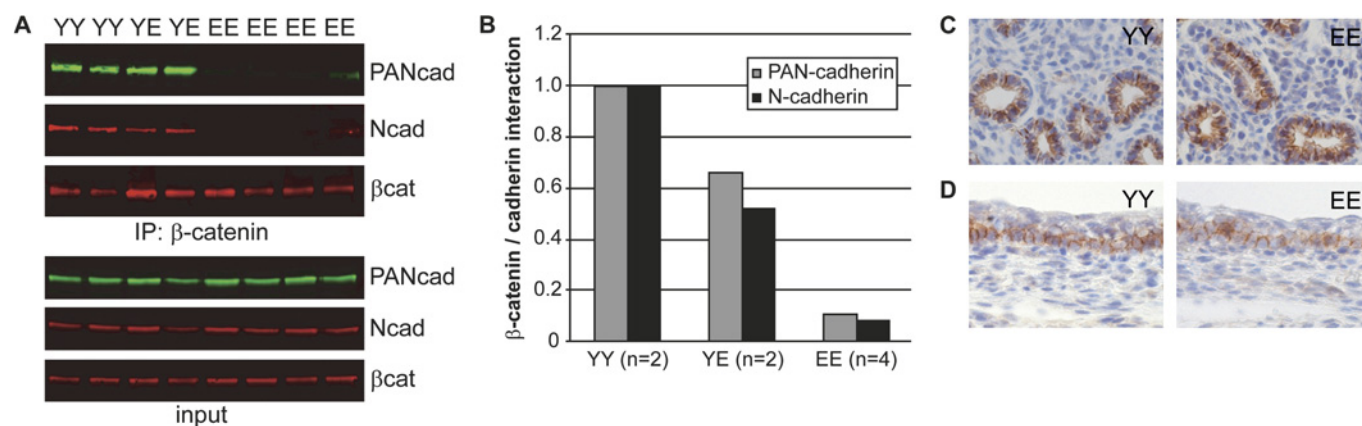 A
YY YY YE YE EE EE EE EE
PANcad
Ncad
βcat
IP: β-catenin
PANcad
Ncad
βcat
input
B
β-catenin / cadherin interaction
1.2
1.0
0.8
0.6
0.4
0.2
0
PAN-cadherin
N-cadherin
YY (n=2) YE (n=2) EE (n=4)
C
YY
EE
D
YY
EE